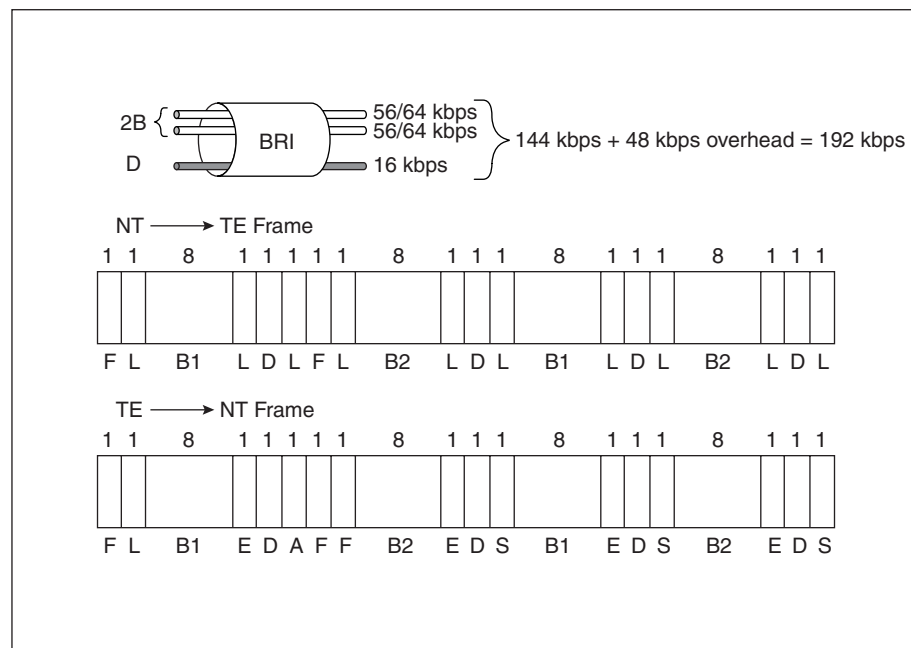 2B
56/64 kbps
56/64 kbps
BRI
144 kbps + 48 kbps overhead = 192 kbps
D
16 kbps
NT TE Frame
1 1 8 1 1 1 1 1 8 1 1 1 8 1 1 1 8 1 1 1
F L B1 L D L F L B2 L D L B1 L D L B2 L D L
TE NT Frame
1 1 8 1 1 1 1 1 8 1 1 1 8 1 1 1 8 1 1 1
F L B1 E D A F F B2 E D S B1 E D S B2 E D S